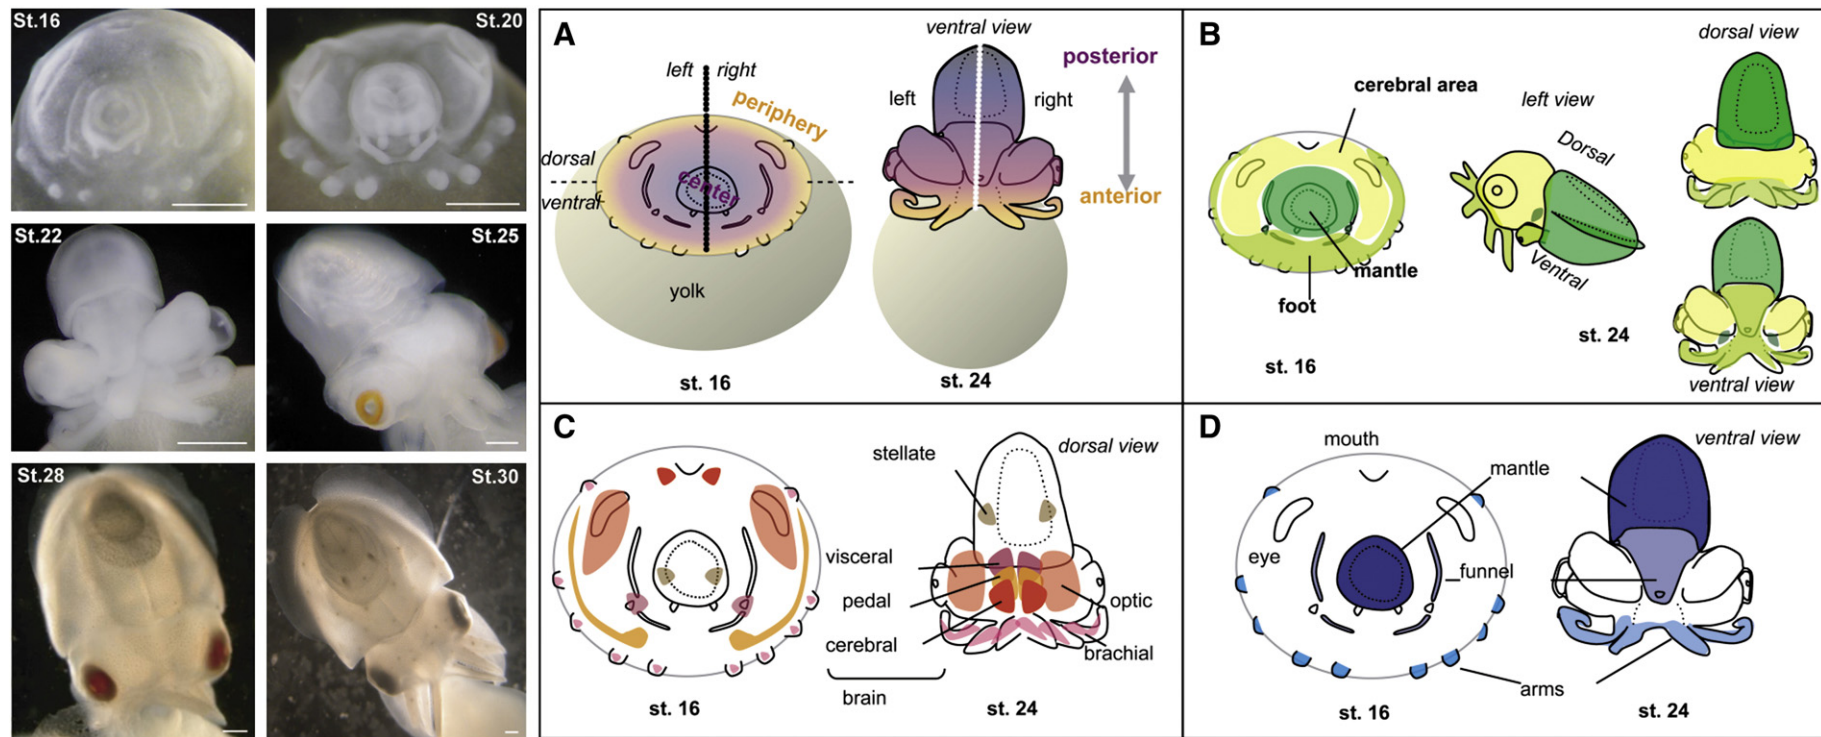 St.16
St.20
St.22
St.25
St.28
St.30
A
ventral view
left
right
periphery
dorsal
ventral
center
yolk
st. 16
left
right
posterior
anterior
st. 24
B
dorsal view
cerebral area
left view
Dorsal
Ventral
mantle
foot
st. 16
st. 24
ventral view
C
stellate
dorsal view
visceral
pedal
cerebral
optic
brachial
brain
st. 16
st. 24
D
mouth
mantle
ventral view
eye
funnel
arms
st. 16
st. 24